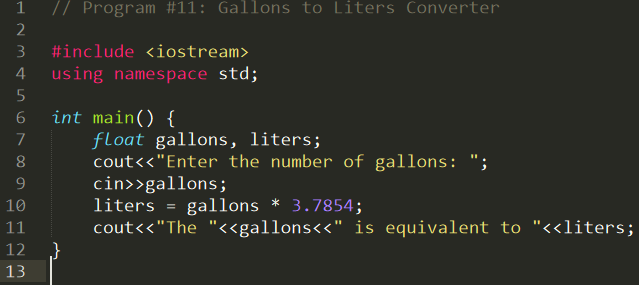 1 // Program #11: Gallons to Liters Converter
2
3 #include <iostream>
4 using namespace std;
5
6 int main() {
7     float gallons, liters;
8     cout<<"Enter the number of gallons: ";
9     cin>>gallons;
10     liters = gallons * 3.7854;
11     cout<<"The "<<gallons<<" is equivalent to "<<liters;
12 }
13